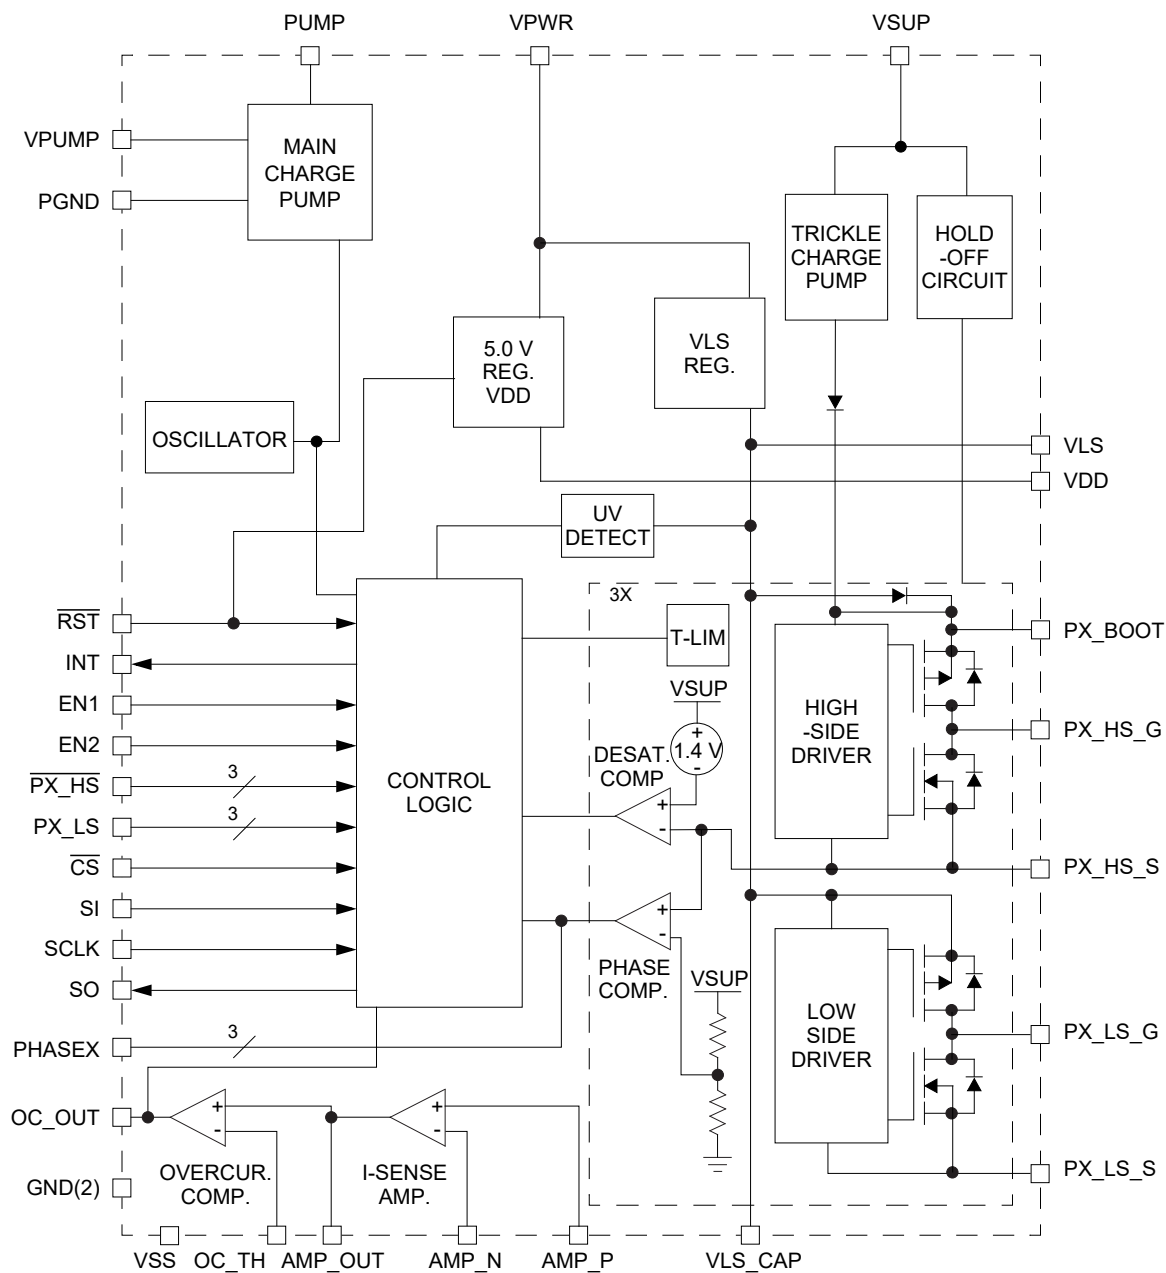 PUMP
VPWR
VSUP
VPUMP
PGND
MAIN
CHARGE
PUMP
TRICKLE
CHARGE
PUMP
HOLD
-OFF
CIRCUIT
5.0 V
REG.
VDD
VLS
REG.
OSCILLATOR
VLS
VDD
UV
DETECT
3X
RST
INT
EN1
EN2
PX_HS
3
PX_LS
3
CS
SI
SCLK
SO
PHASEX
3
OC_OUT
GND(2)
CONTROL
LOGIC
T-LIM
VSUP
+
1.4 V
-
DESAT.
COMP.
+
-
+
-
PHASE
COMP.
VSUP
HIGH
-SIDE
DRIVER
LOW
SIDE
DRIVER
PX_BOOT
PX_HS_G
PX_HS_S
PX_LS_G
PX_LS_S
+
-
OVERCUR.
COMP.
+
-
I-SENSE
AMP.
VSS
OC_TH
AMP_OUT
AMP_N
AMP_P
VLS_CAP